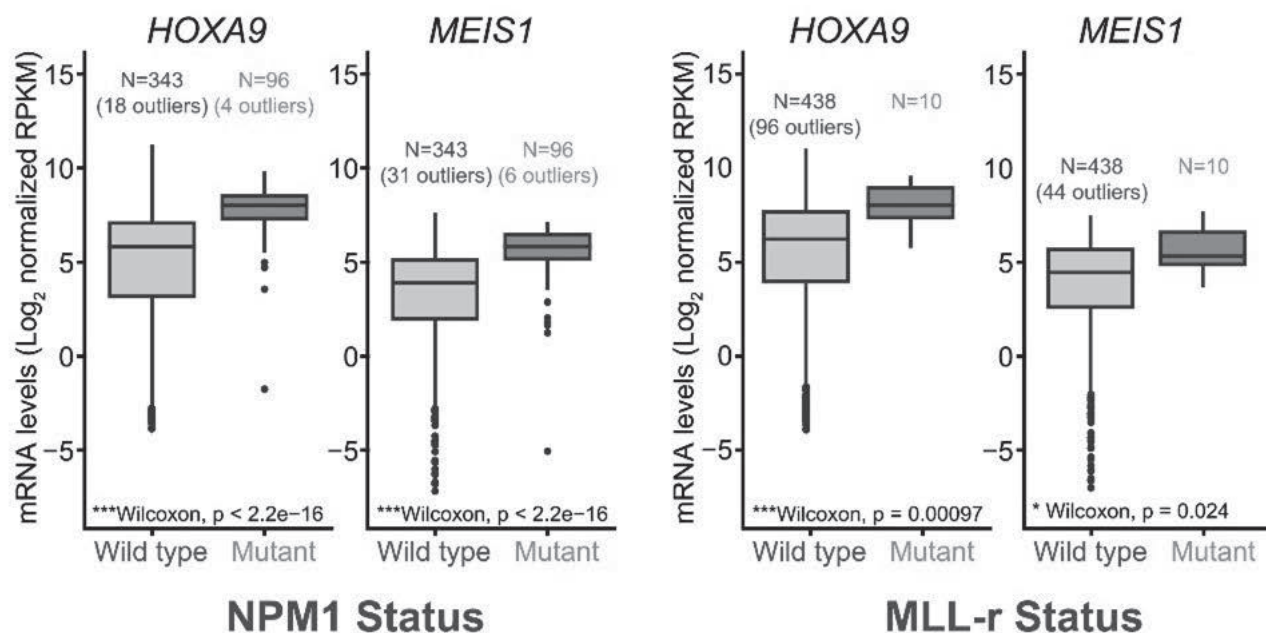 HOXA9
MEIS1
HOXA9
MEIS1
mRNA levels (Log2 normalized RPKM)
15
10
5
0
−5
N=343
(18 outliers)
N=96
(4 outliers)
***Wilcoxon, p < 2.2e−16
Wild type
Mutant
15
10
5
0
−5
N=343
(31 outliers)
N=96
(6 outliers)
***Wilcoxon, p < 2.2e−16
Wild type
Mutant
NPM1 Status
mRNA levels (Log2 normalized RPKM)
15
10
5
0
−5
N=438
(96 outliers)
N=10
***Wilcoxon, p = 0.00097
Wild type
Mutant
15
10
5
0
−5
N=438
(44 outliers)
N=10
* Wilcoxon, p = 0.024
Wild type
Mutant
MLL-r Status